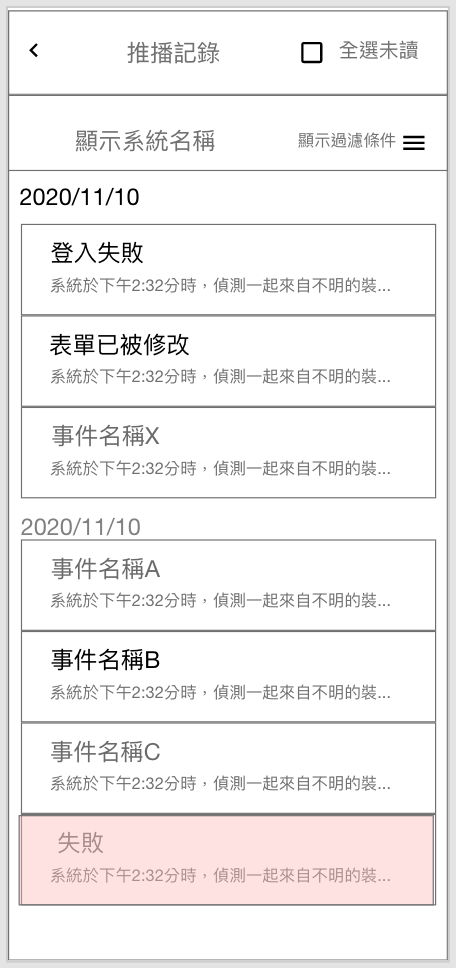 推播記錄
全選未讀
顯示系統名稱
顯示過濾條件
2020/11/10
登入失敗
系統於下午2:32分時，偵測一起來自不明的裝...
表單已被修改
系統於下午2:32分時，偵測一起來自不明的裝...
事件名稱X
系統於下午2:32分時，偵測一起來自不明的裝...
2020/11/10
事件名稱A
系統於下午2:32分時，偵測一起來自不明的裝...
事件名稱B
系統於下午2:32分時，偵測一起來自不明的裝...
事件名稱C
系統於下午2:32分時，偵測一起來自不明的裝...
失敗
系統於下午2:32分時，偵測一起來自不明的裝...